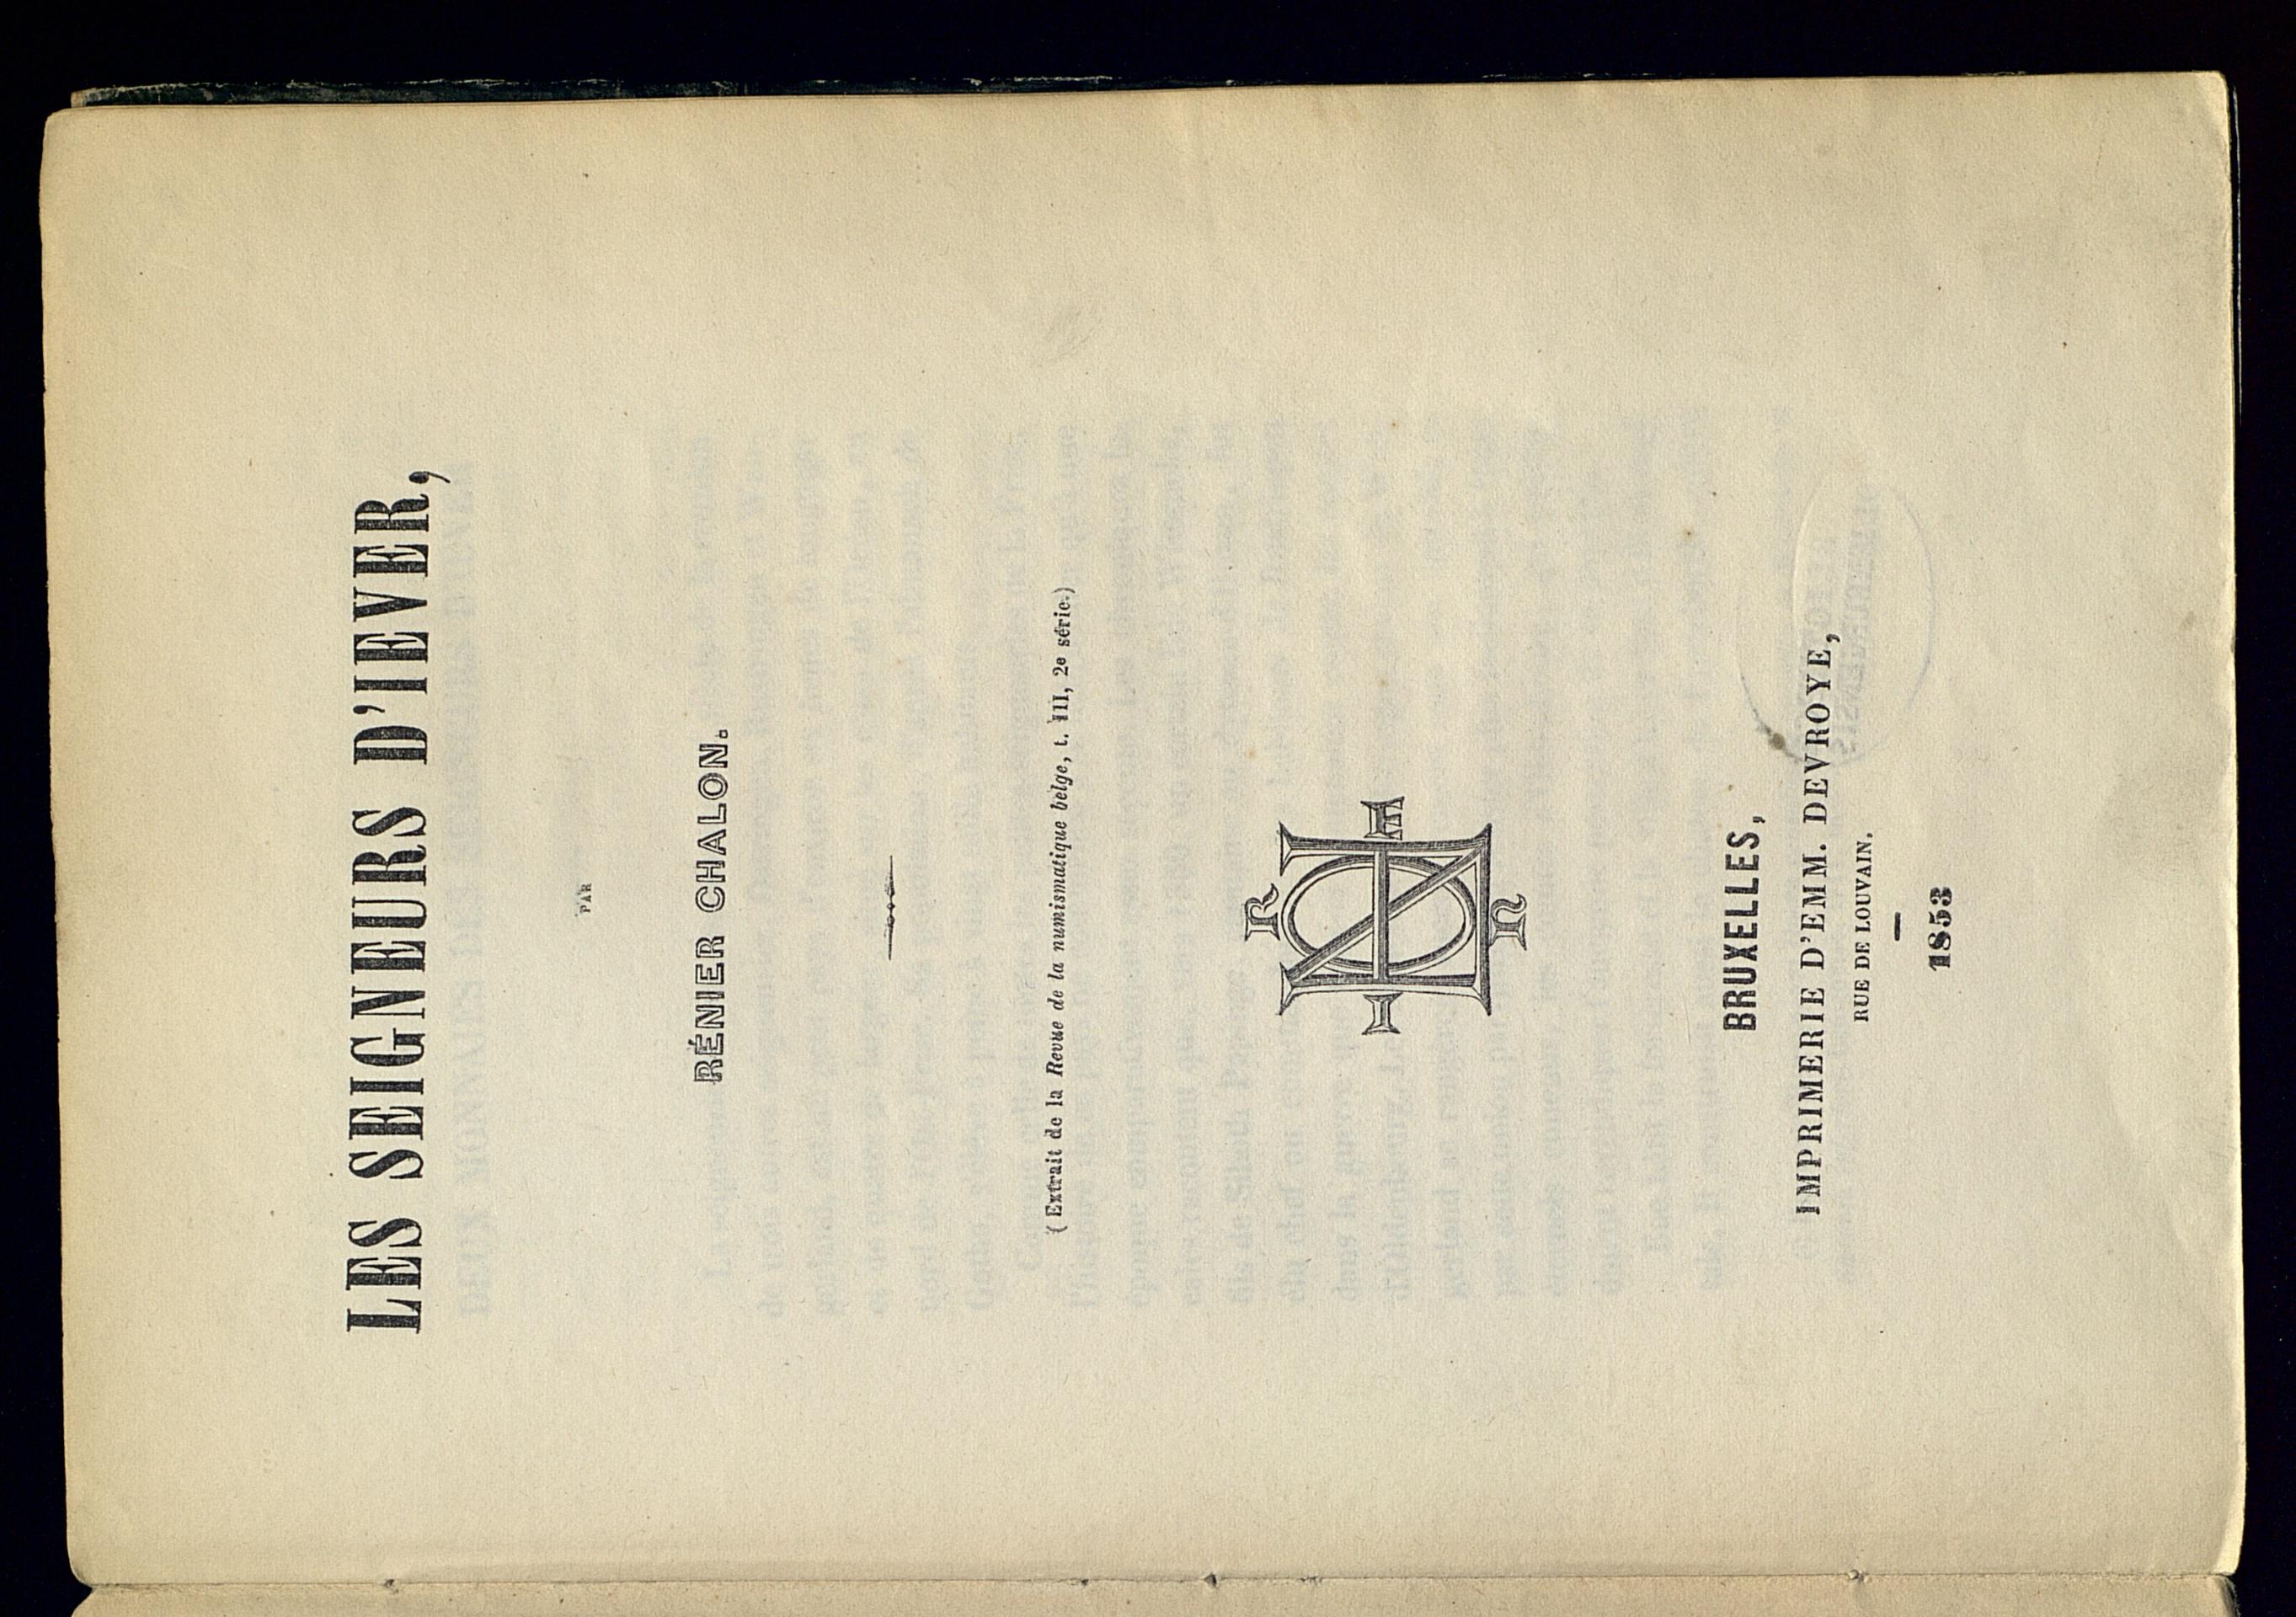 LES SEIGNEURS D'IEVER,
PAR
RÉNIER CHALON.
(Extrait de la Revue de la numismatique belge, t. III, 2e série.)
R
I H
N
BRUXELLES,
IMPRIMERIE D'EMM. DEVROYE,
RUE DE LOUVAIN.
1853